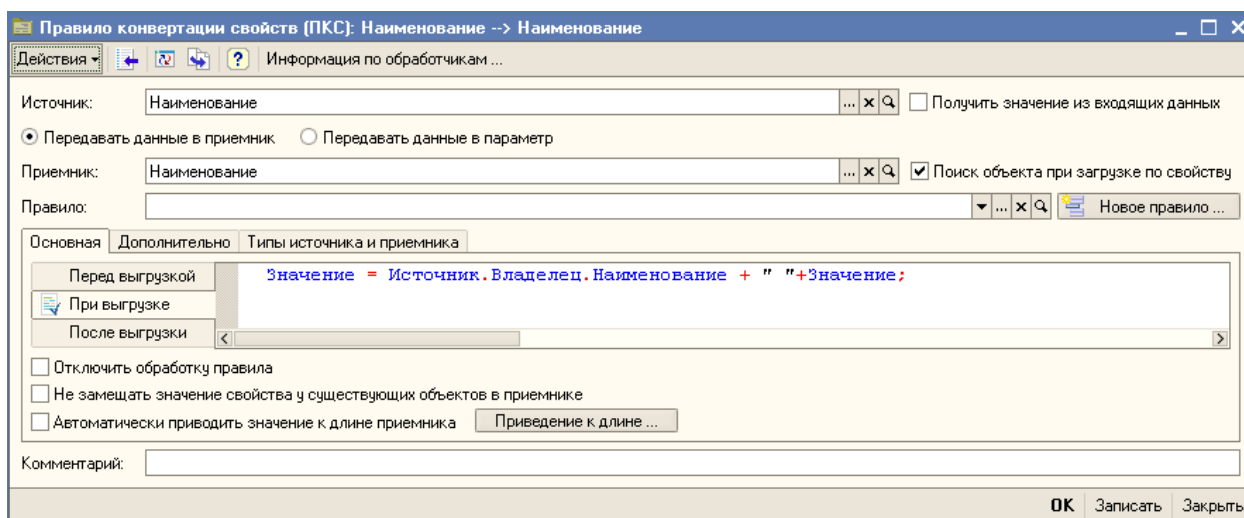 Правило конвертации свойств (ПКС): Наименование --> Наименование
Действия Информация по обработчикам ...
Источник: Наименование ... Получить значение из входящих данных
Передавать данные в приемник Передавать данные в параметр
Приемник: Наименование ... Поиск объекта при загрузке по свойству
Правило: ... Новое правило ...
Основная Дополнительно Типы источника и приемника
Перед выгрузкой Значение = Источник.Владелец.Наименование + " "+Значение;
При выгрузке
После выгрузки
Отключить обработку правила
Не замещать значение свойства у существующих объектов в приемнике
Автоматически приводить значение к длине приемника Приведение к длине ...
Комментарий:
ОК Записать Закрыть